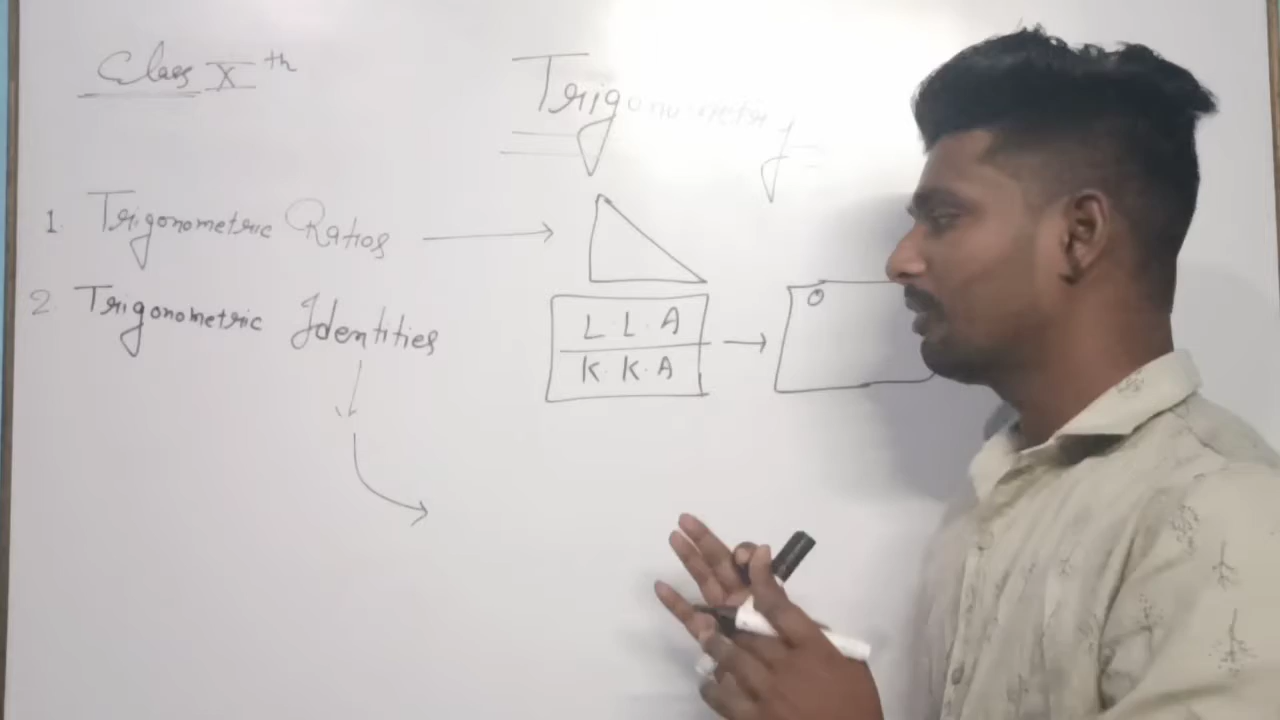 Class Xth
Trigonometry
1. Trigonometric Ratios
2. Trigonometric Identities
L. L. A
K. K. A
θ